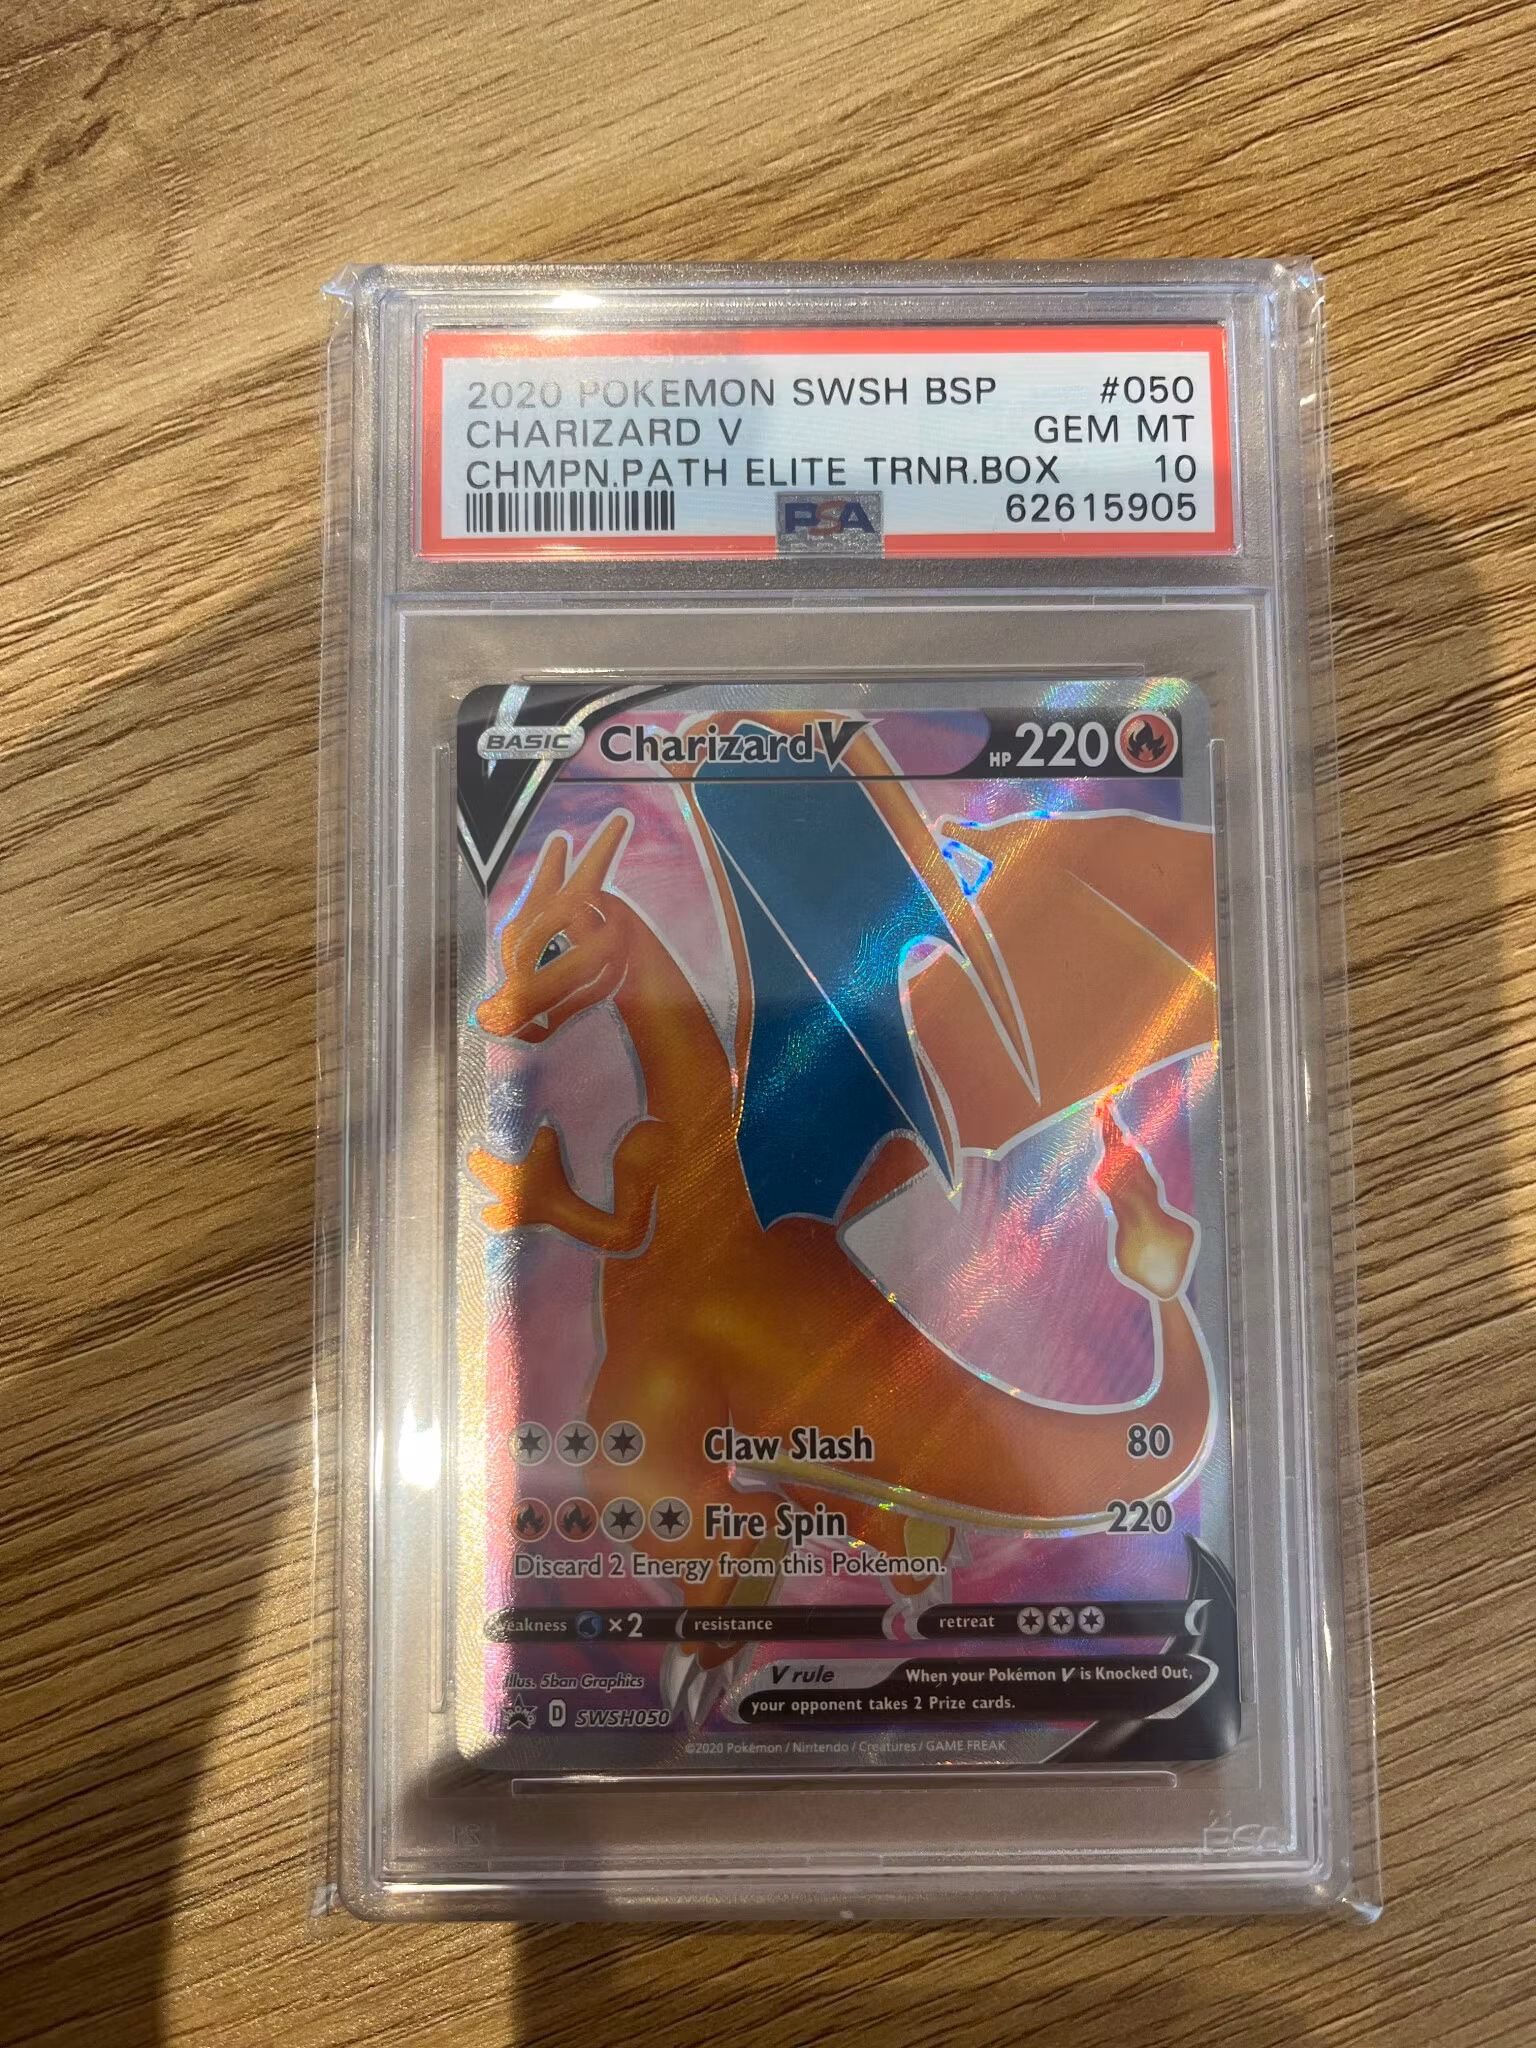 2020 POKEMON SWSH BSP #050
CHARIZARD V GEM MT
CHMPN.PATH ELITE TRNR.BOX 10
62615905
PSA
BASIC Charizard V HP 220
Claw Slash 80
Fire Spin 220
Discard 2 Energy from this Pokémon.
weakness ×2 resistance retreat
Illus. 5ban Graphics
V rule When your Pokémon V is Knocked Out,
your opponent takes 2 Prize cards.
D SWSH050
©2020 Pokémon / Nintendo / Creatures / GAME FREAK